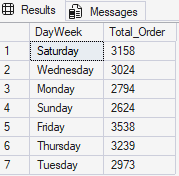 Results Messages
DayWeek Total_Order
1 Saturday 3158
2 Wednesday 3024
3 Monday 2794
4 Sunday 2624
5 Friday 3538
6 Thursday 3239
7 Tuesday 2973